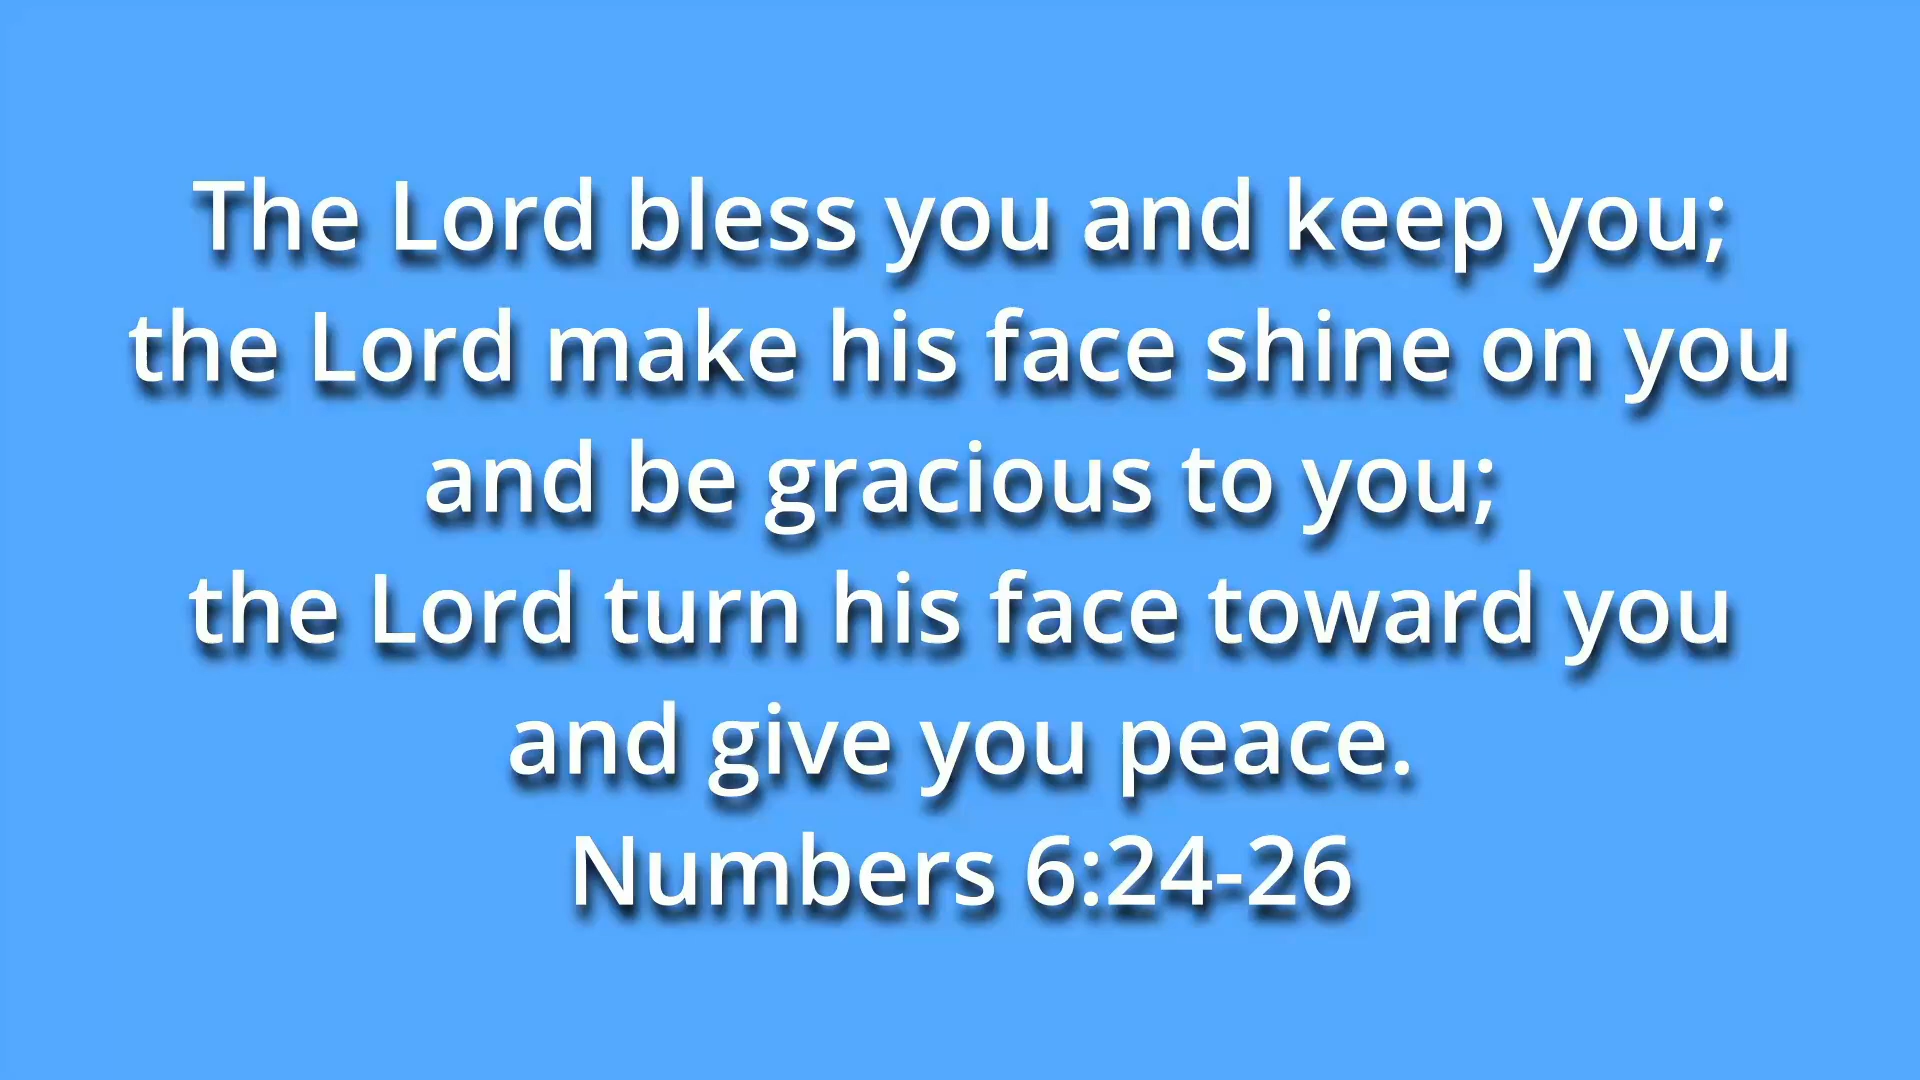 The Lord bless you and keep you;
the Lord make his face shine on you
and be gracious to you;
the Lord turn his face toward you
and give you peace.
Numbers 6:24-26